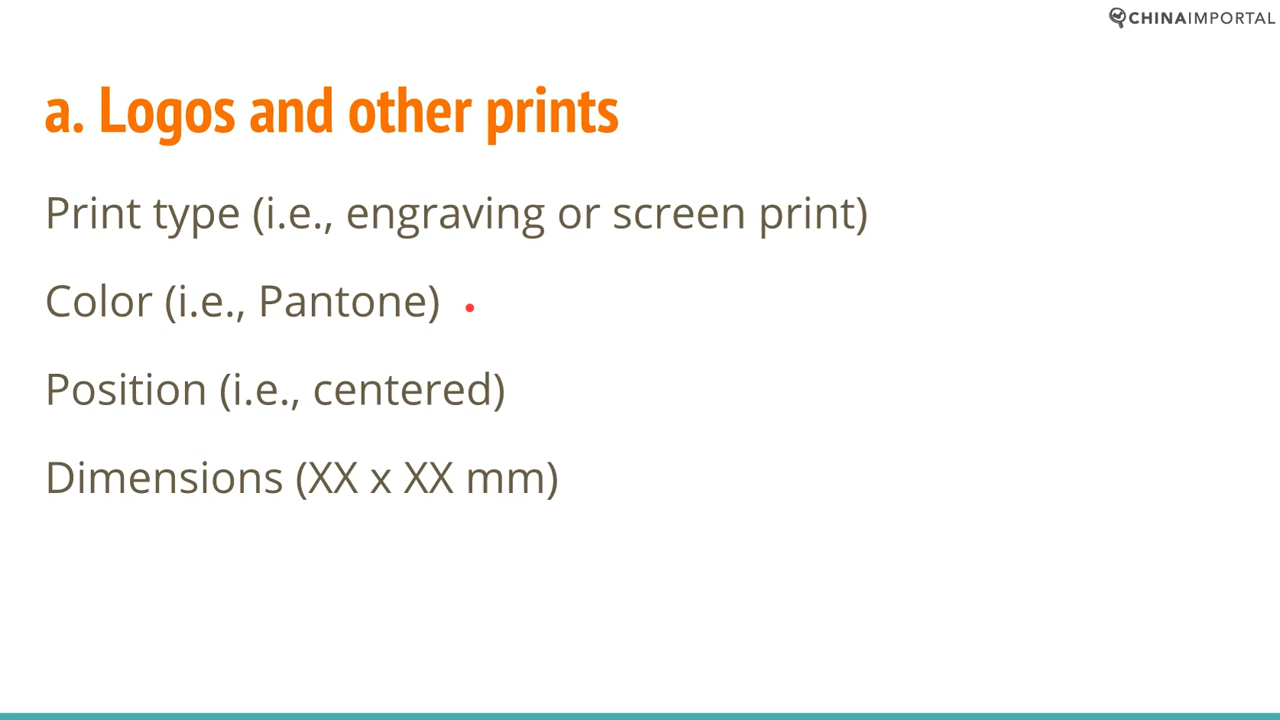 CHINAIMPORTAL
a. Logos and other prints
Print type (i.e., engraving or screen print)
Color (i.e., Pantone)
Position (i.e., centered)
Dimensions (XX x XX mm)